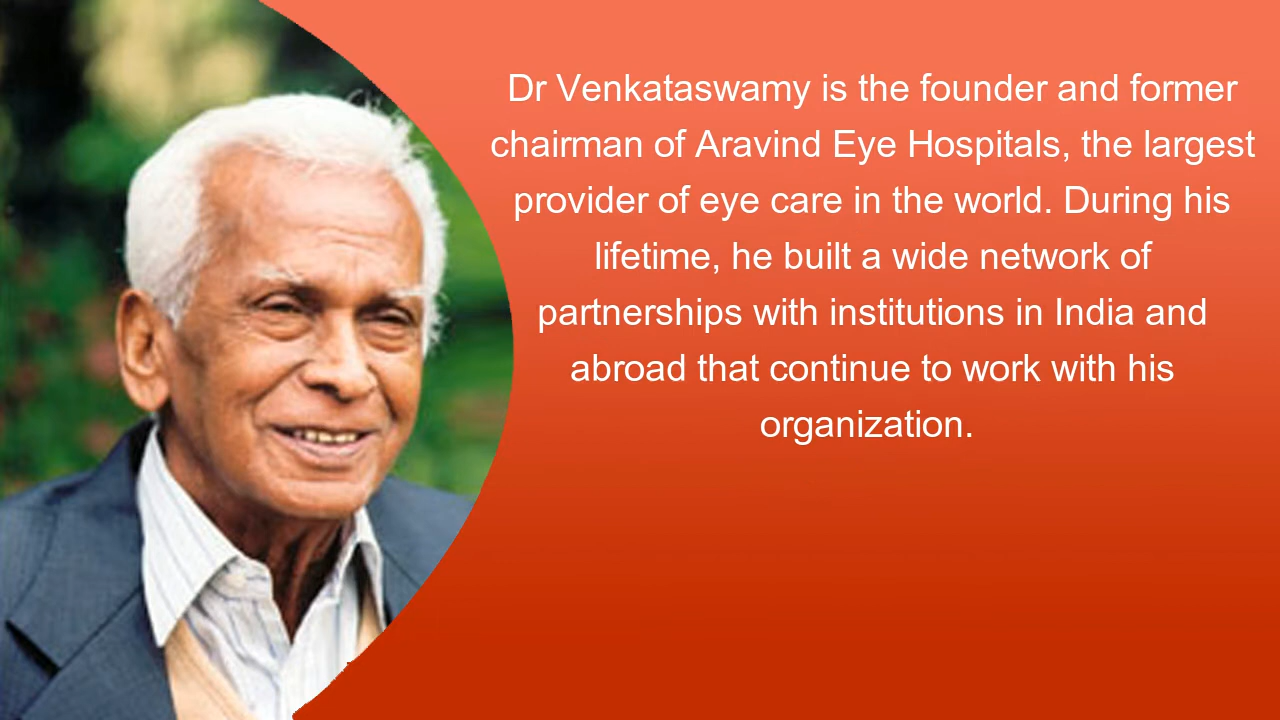 Dr Venkataswamy is the founder and former
chairman of Aravind Eye Hospitals, the largest
provider of eye care in the world. During his
lifetime, he built a wide network of
partnerships with institutions in India and
abroad that continue to work with his
organization.